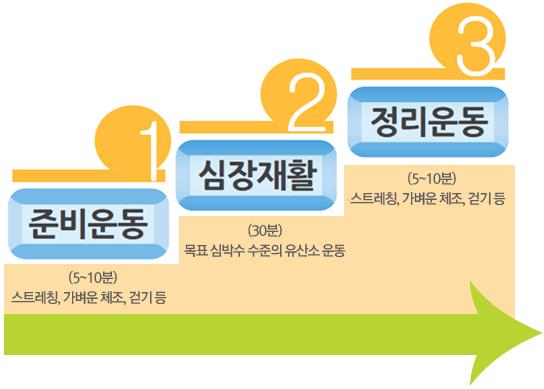 1
준비운동
(5~10분)
스트레칭, 가벼운 체조, 걷기 등
2
심장재활
(30분)
목표 심박수 수준의 유산소 운동
3
정리운동
(5~10분)
스트레칭, 가벼운 체조, 걷기 등